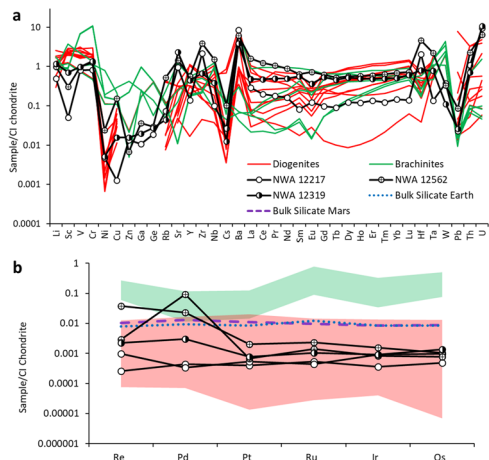 a
Sample/CI chondrite
10
1
0.1
0.01
0.001
0.0001
Diogenites
Brachinites
NWA 12217
NWA 12562
NWA 12319
Bulk Silicate Earth
Bulk Silicate Mars
Li Sc V Cr Ni Cu Zn Ga Ge Rb Sr Y Zr Nb Cs Ba La Ce Pr Nd Sm Eu Gd Tb Dy Ho Er Tm Yb Lu Hf Ta W Pb Th U
b
Sample/CI Chondrite
1
0.1
0.01
0.001
0.0001
0.00001
0.000001
Re Pd Pt Ru Ir Os